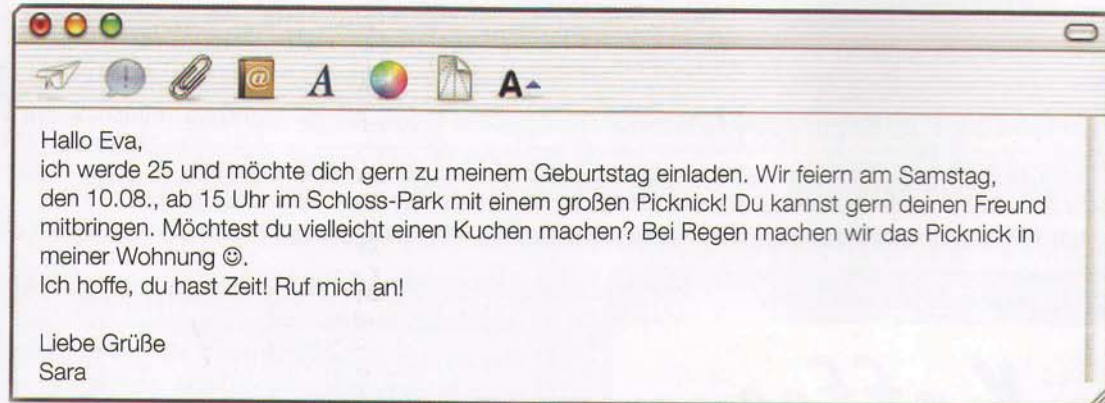 Hallo Eva,
ich werde 25 und möchte dich gern zu meinem Geburtstag einladen. Wir feiern am Samstag,
den 10.08., ab 15 Uhr im Schloss-Park mit einem großen Picknick! Du kannst gern deinen Freund
mitbringen. Möchtest du vielleicht einen Kuchen machen? Bei Regen machen wir das Picknick in
meiner Wohnung ☺.
Ich hoffe, du hast Zeit! Ruf mich an!
Liebe Grüße
Sara